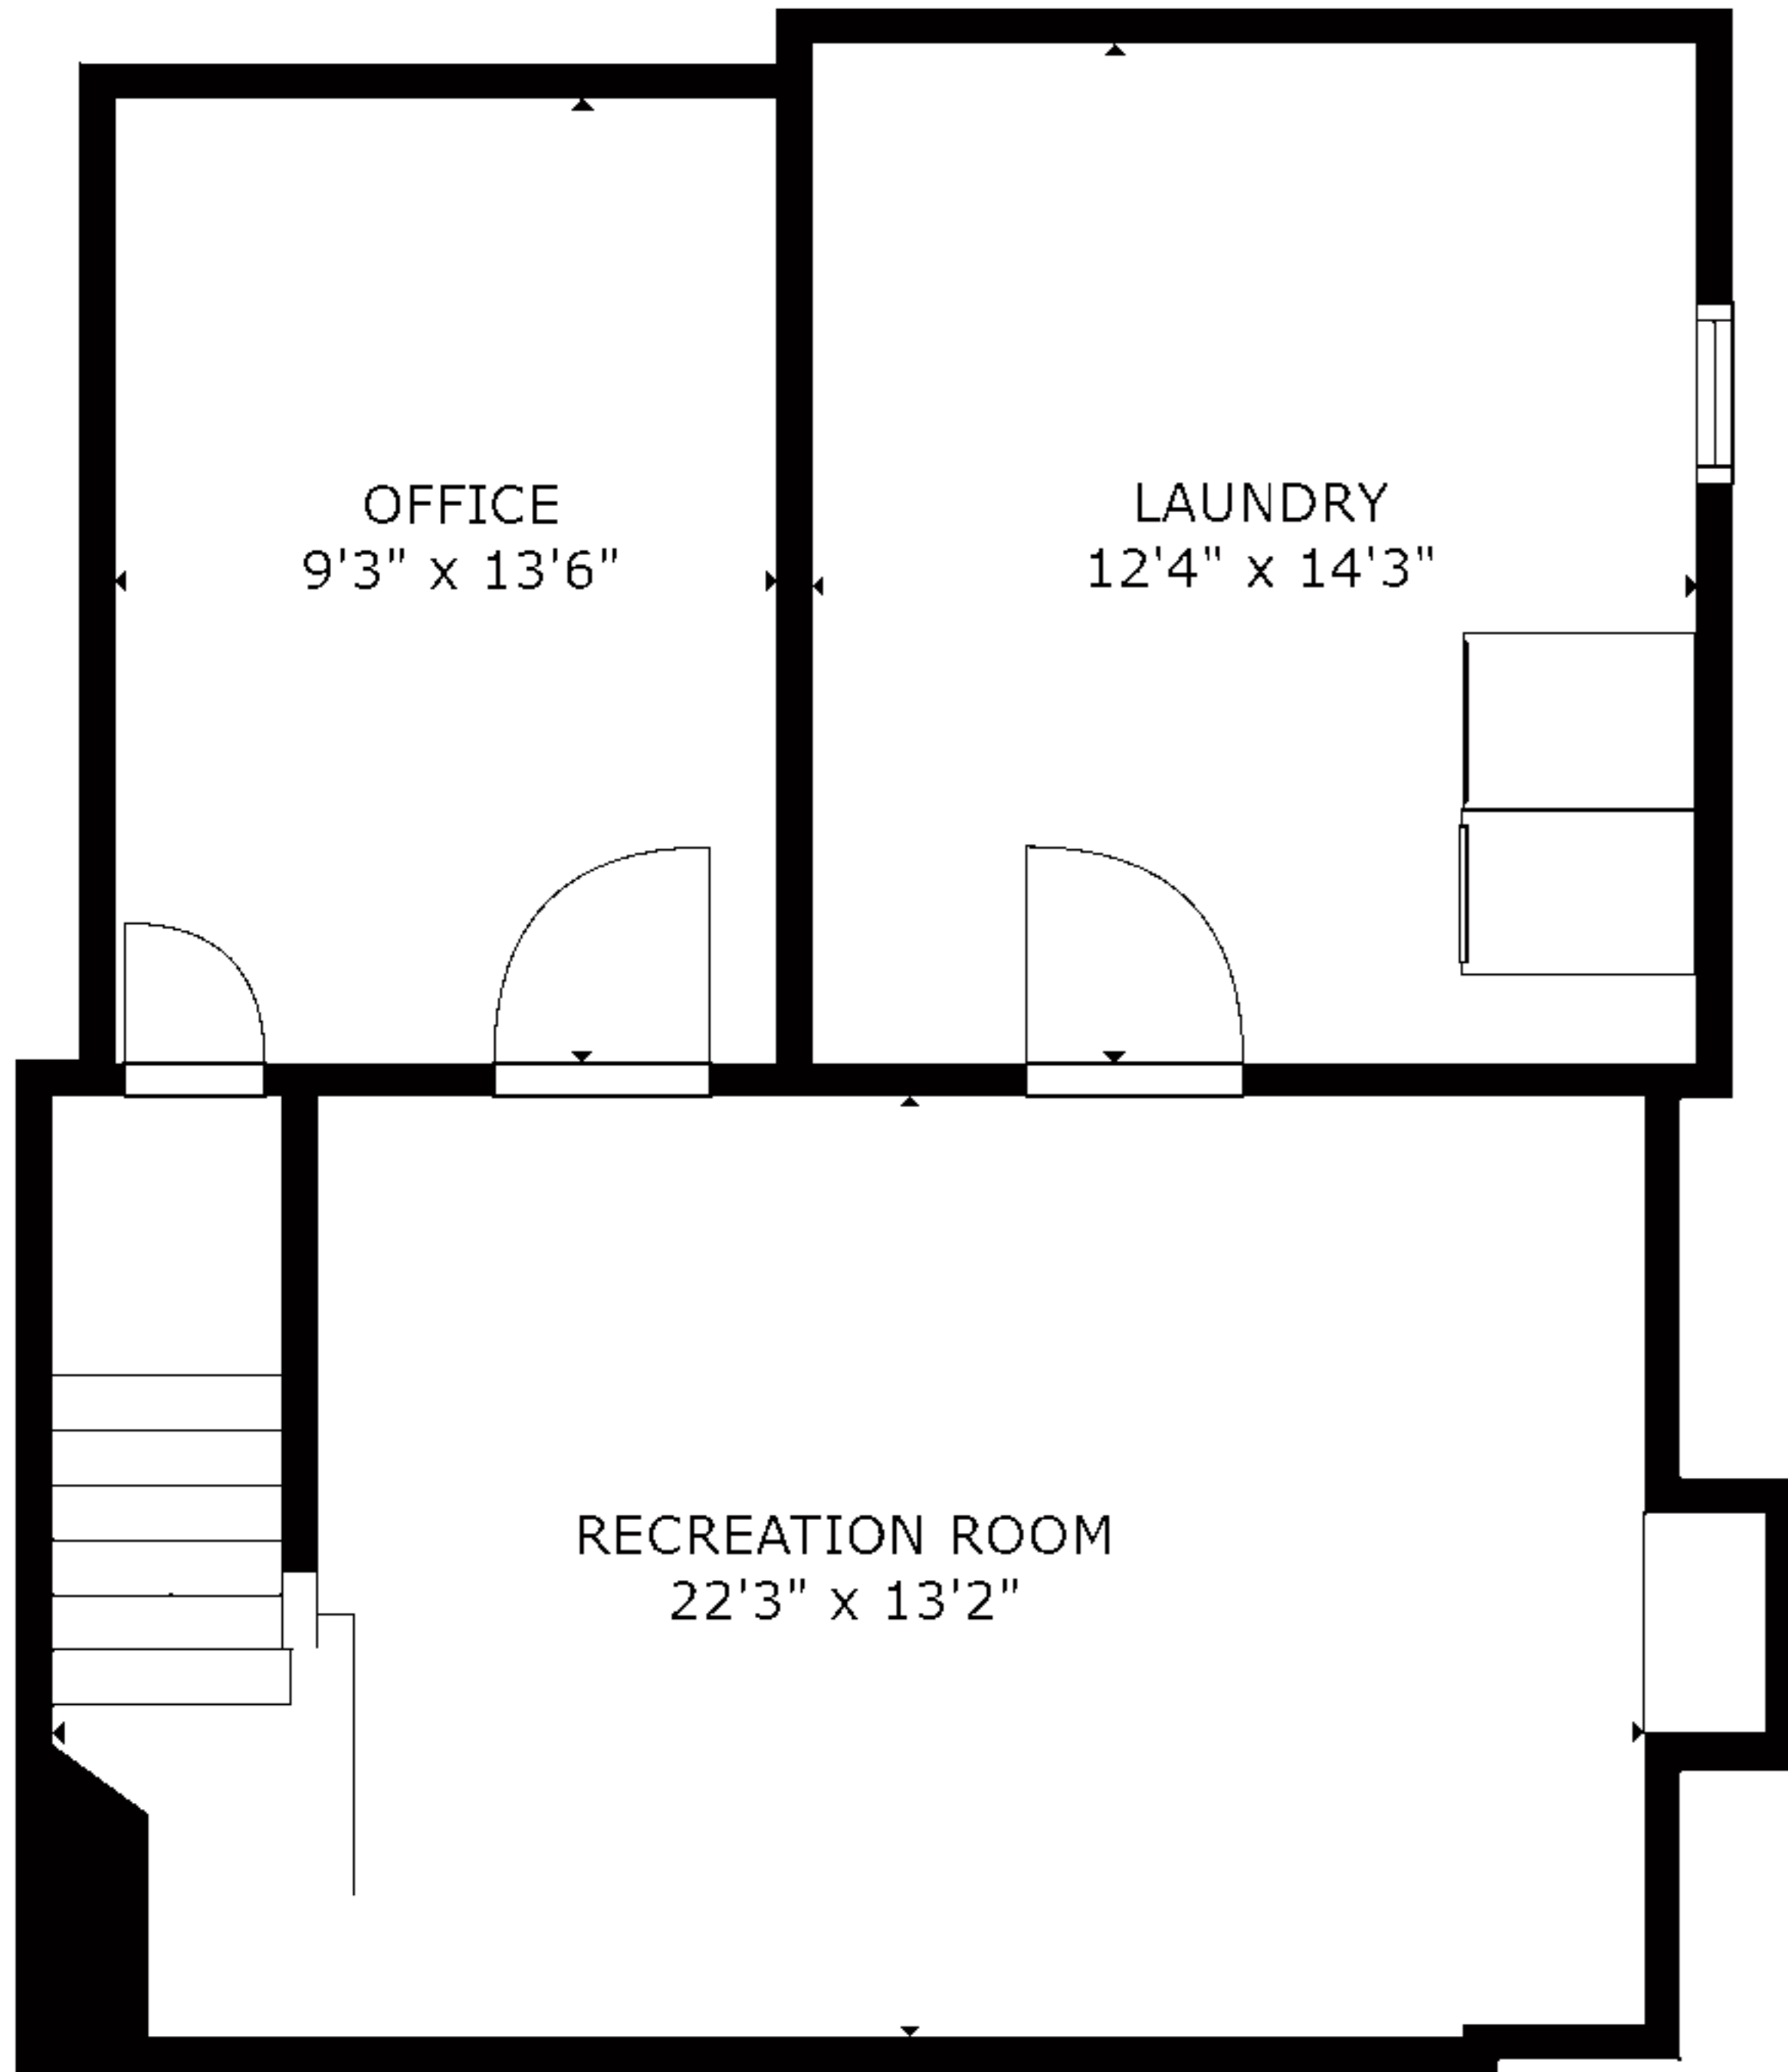 OFFICE
9'3" x 13'6"
LAUNDRY
12'4" x 14'3"
RECREATION ROOM
22'3" x 13'2"